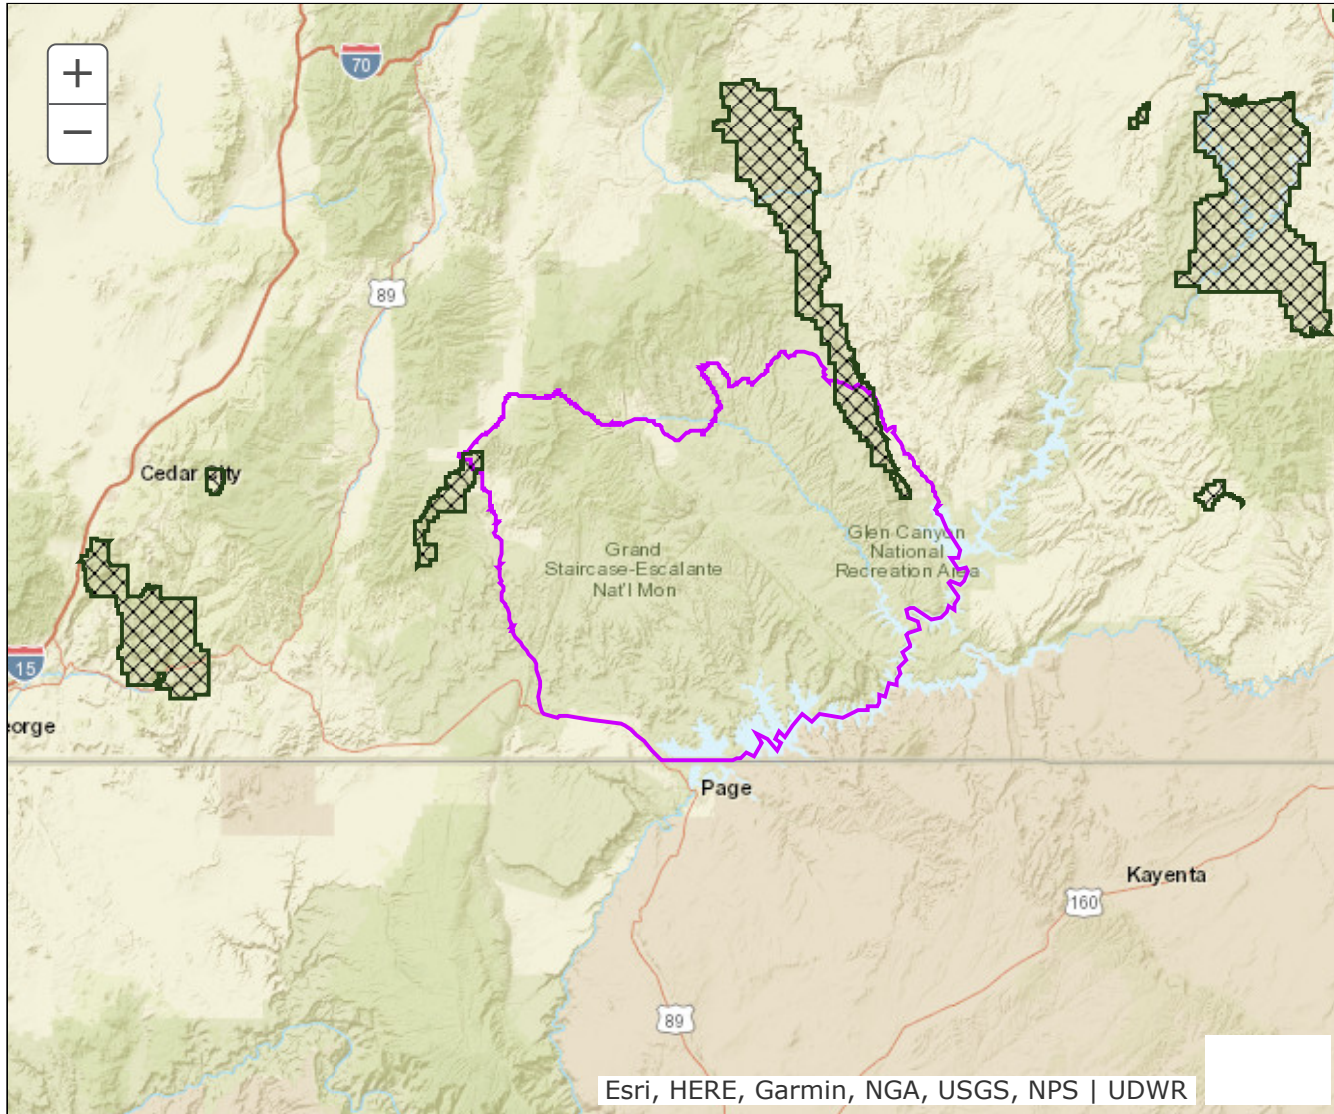 +
70
−
89
Cedar City
Glen Canyon
National
Recreation Area
Grand
Staircase-Escalante
Nat'l Mon
15
eorge
Page
Kayenta
160
89
Esri, HERE, Garmin, NGA, USGS, NPS | UDWR